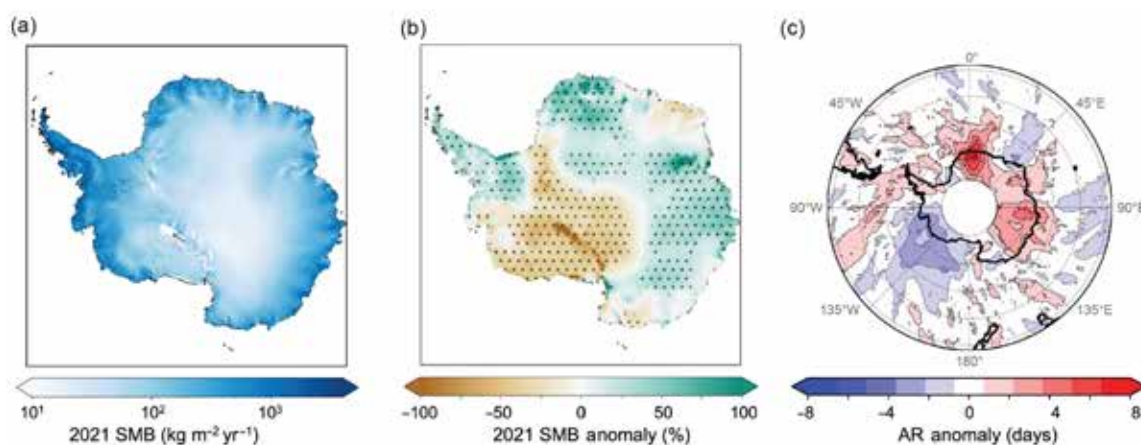 (a)
(b)
(c)
0°
45°W
45°E
90°W
90°E
135°W
135°E
180°
10¹ 10² 10³
2021 SMB (kg m⁻² yr⁻¹)
−100 −50 0 50 100
2021 SMB anomaly (%)
−8 −4 0 4 8
AR anomaly (days)